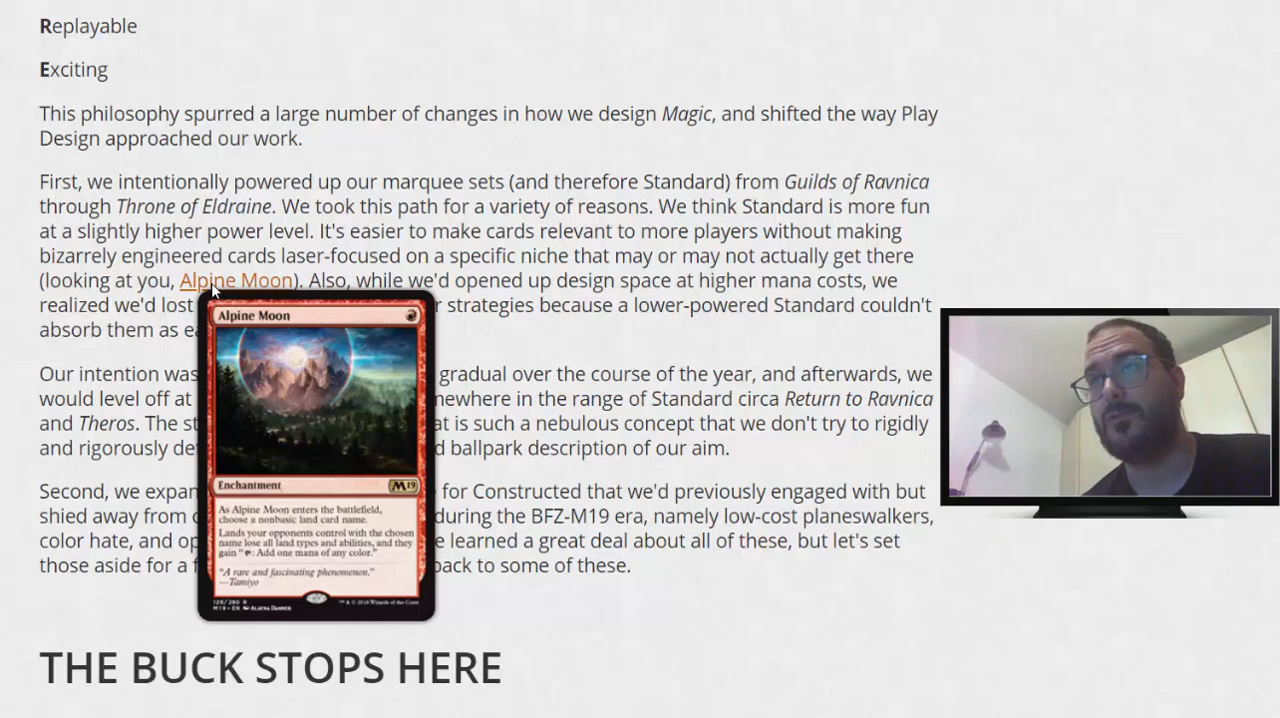 Replayable
Exciting
This philosophy spurred a large number of changes in how we design Magic, and shifted the way Play
Design approached our work.
First, we intentionally powered up our marquee sets (and therefore Standard) from Guilds of Ravnica
through Throne of Eldraine. We took this path for a variety of reasons. We think Standard is more fun
at a slightly higher power level. It's easier to make cards relevant to more players without making
bizarrely engineered cards laser-focused on a specific niche that may or may not actually get there
(looking at you, Alpine Moon). Also, while we'd opened up design space at higher mana costs, we
realized we'd lost r strategies because a lower-powered Standard couldn't
absorb them as ea
Our intention was gradual over the course of the year, and afterwards, we
would level off at mewhere in the range of Standard circa Return to Ravnica
and Theros. The st at is such a nebulous concept that we don't try to rigidly
and rigorously de d ballpark description of our aim.
Second, we expan for Constructed that we'd previously engaged with but
shied away from during the BFZ-M19 era, namely low-cost planeswalkers,
color hate, and op e learned a great deal about all of these, but let's set
those aside for a f back to some of these.
Alpine Moon
Enchantment
M19
As Alpine Moon enters the battlefield,
choose a nonbasic land card name.
Lands your opponents control with the chosen
name lose all land types and abilities, and they
gain ": Add one mana of any color."
"A rare and fascinating phenomenon."
—Tamiyo
M19 • EN
THE BUCK STOPS HERE